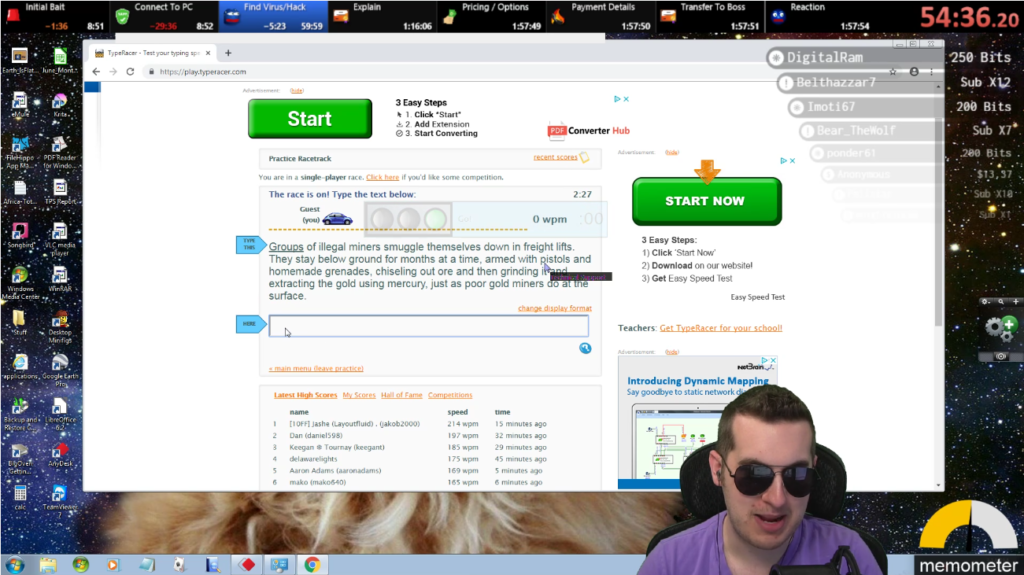 Initial Bait
-1:36 8:51
Connect To PC
-29:36 8:52
Find Virus/Hack
-5:23 59:59
Explain
1:16:06
Pricing / Options
1:57:49
Payment Details
1:57:50
Transfer To Boss
1:57:51
Reaction
1:57:54
54:36.20
TypeRacer - Test your typing spe
https://play.typeracer.com
DigitalRam 250 Bits
Belthazzar7 Sub X12
Imoti67 200 Bits
Bear_TheWolf Sub X7
ponder61 200 Bits
Anonymous $13.37
Sub X10
Sub X1
Advertisement: (hide)
Start
3 Easy Steps
1. Click "Start"
2. Add Extension
3. Start Converting
PDF Converter Hub
Practice Racetrack
recent scores
You are in a single-player race. Click here if you'd like some competition.
The race is on! Type the text below: 2:27
Guest
(you)
0 wpm :00
TYPE THIS
Groups of illegal miners smuggle themselves down in freight lifts.
They stay below ground for months at a time, armed with pistols and
homemade grenades, chiseling out ore and then grinding it and
extracting the gold using mercury, just as poor gold miners do at the
surface.
change display format
HERE
« main menu (leave practice)
Latest High Scores My Scores Hall of Fame Competitions
name speed time
1 [10FF] Jashe (Layoutfluid) . (jakob2000) 214 wpm 15 minutes ago
2 Dan (daniel598) 197 wpm 32 minutes ago
3 Keegan @ Tournay (keegant) 185 wpm 29 minutes ago
4 delawarelights 175 wpm 45 minutes ago
5 Aaron Adams (aaronadams) 169 wpm 5 minutes ago
6 mako (mako640) 165 wpm 6 minutes ago
Advertisement: (hide)
START NOW
3 Easy Steps:
1) Click 'Start Now'
2) Download on our website!
3) Get Easy Speed Test
Easy Speed Test
Teachers: Get TypeRacer for your school!
Advertisement: (hide)
NetBrain
Introducing Dynamic Mapping
Say goodbye to static network di
Earth_IsFlat...
June_Mont...
Mule
Krita
FileHippo App Ma...
PDF Reader for Windo...
Africa-Tot...
TPS Report
Songbird
VLC media player
Windows Media Center
WinRAR
Stuff
Desktop Minifigs
applications
Google Earth Pro
Backup and Restore Ce...
LibreOffice 6.2
AnyDesk
calc
TeamViewer
memometer